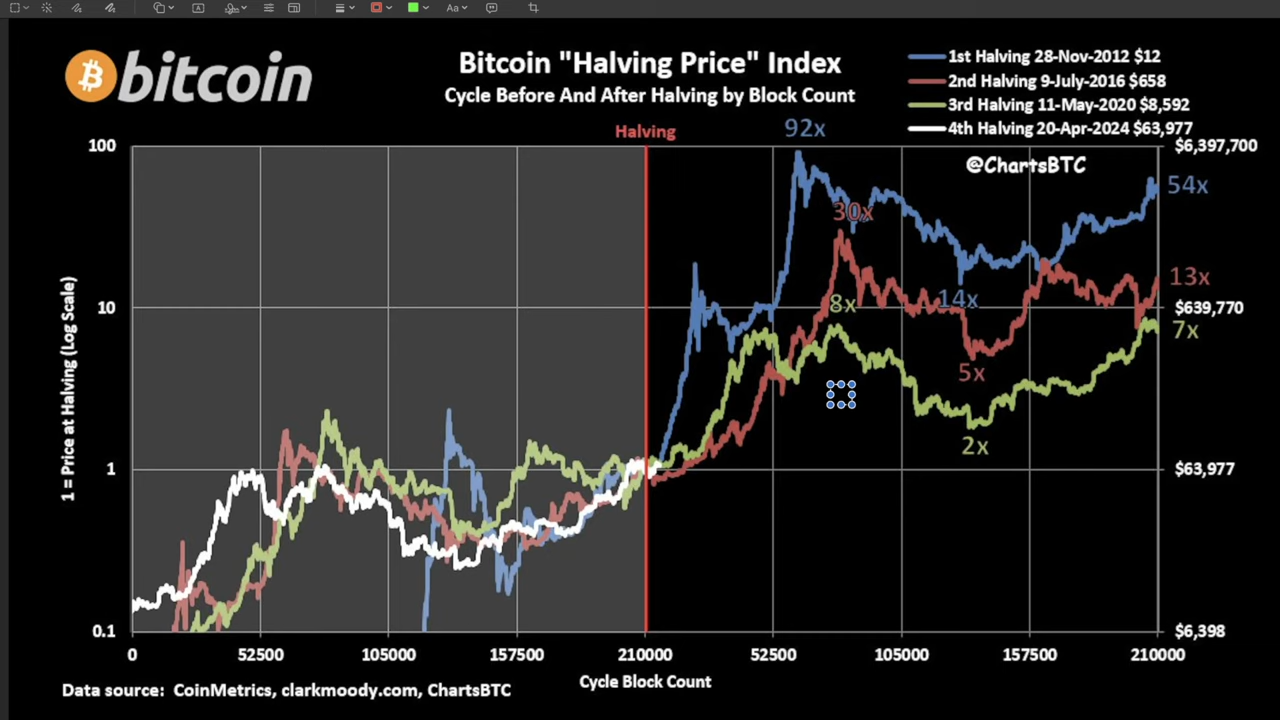 Aa
bitcoin
Bitcoin "Halving Price" Index
Cycle Before And After Halving by Block Count
1st Halving 28-Nov-2012 $12
2nd Halving 9-July-2016 $658
3rd Halving 11-May-2020 $8,592
4th Halving 20-Apr-2024 $63,977
@ChartsBTC
Halving
92x
54x
30x
13x
14x
8x
7x
5x
2x
1 = Price at Halving (Log Scale)
100
10
1
0.1
$6,397,700
$639,770
$63,977
$6,398
0 52500 105000 157500 210000 52500 105000 157500 210000
Cycle Block Count
Data source: CoinMetrics, clarkmoody.com, ChartsBTC